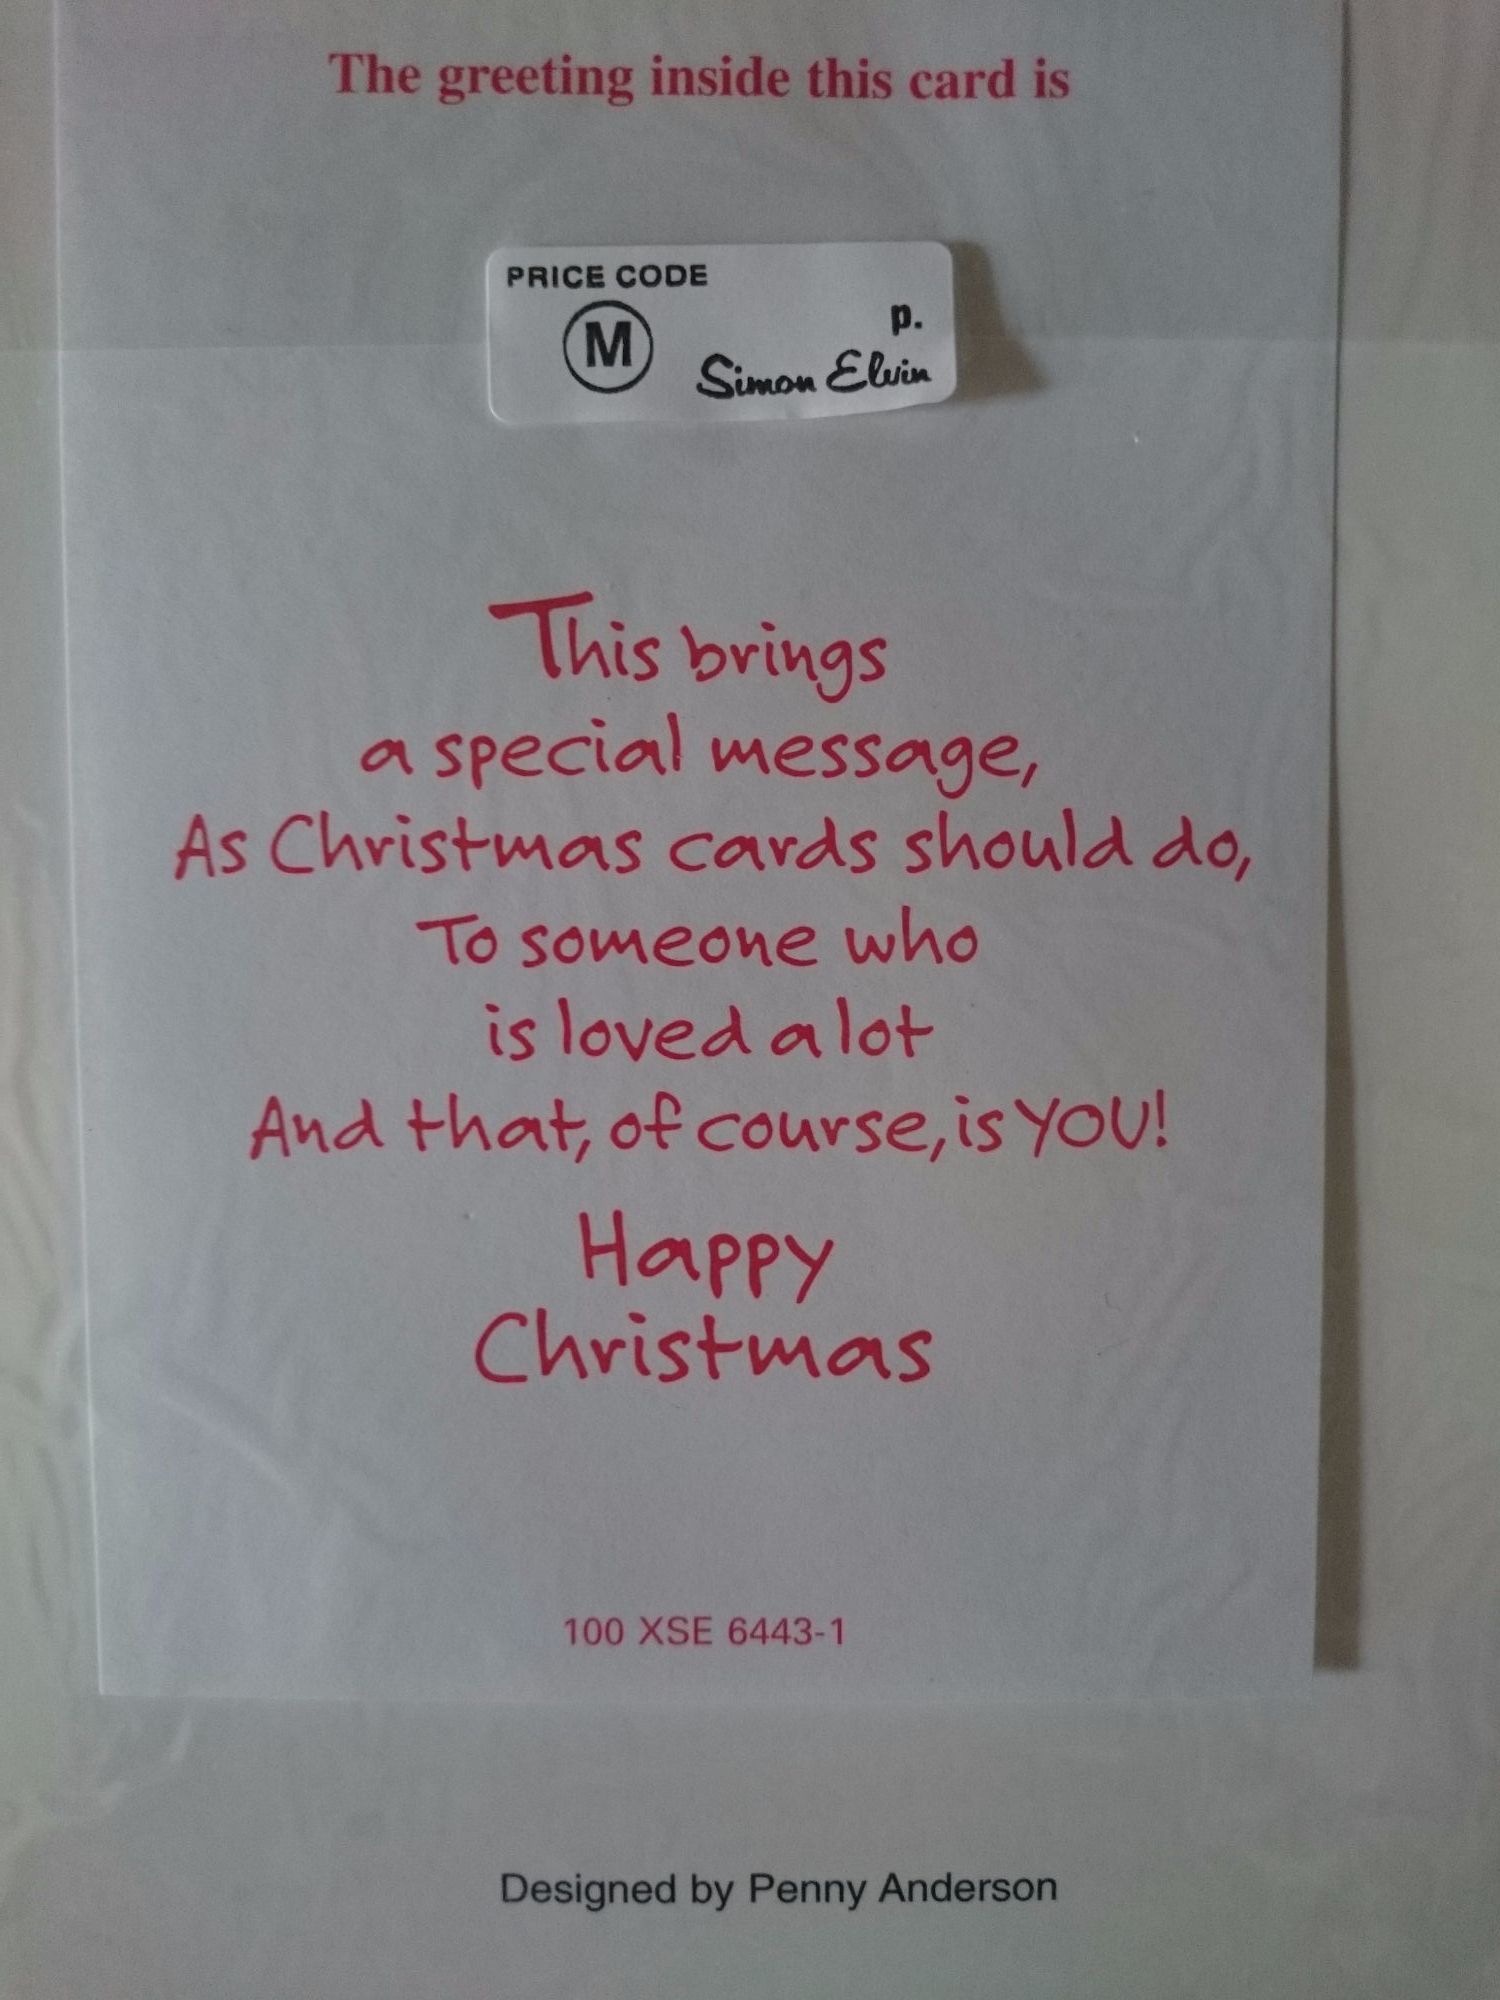 The greeting inside this card is
PRICE CODE
M
p.
Simon Elvin
This brings
a special message,
As Christmas cards should do,
To someone who
is loved a lot
And that, of course, is YOU!
Happy
Christmas
100 XSE 6443-1
Designed by Penny Anderson